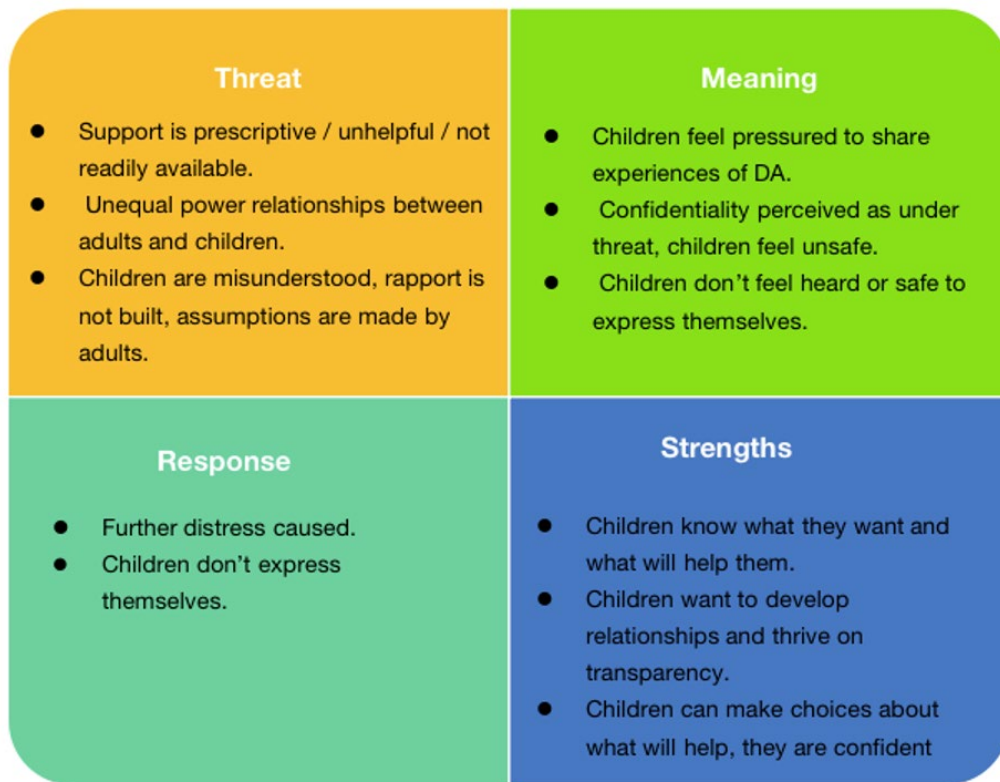 Threat
● Support is prescriptive / unhelpful / not
readily available.
● Unequal power relationships between
adults and children.
● Children are misunderstood, rapport is
not built, assumptions are made by
adults.
Meaning
● Children feel pressured to share
experiences of DA.
● Confidentiality perceived as under
threat, children feel unsafe.
● Children don’t feel heard or safe to
express themselves.
Response
● Further distress caused.
● Children don’t express
themselves.
Strengths
● Children know what they want and
what will help them.
● Children want to develop
relationships and thrive on
transparency.
● Children can make choices about
what will help, they are confident